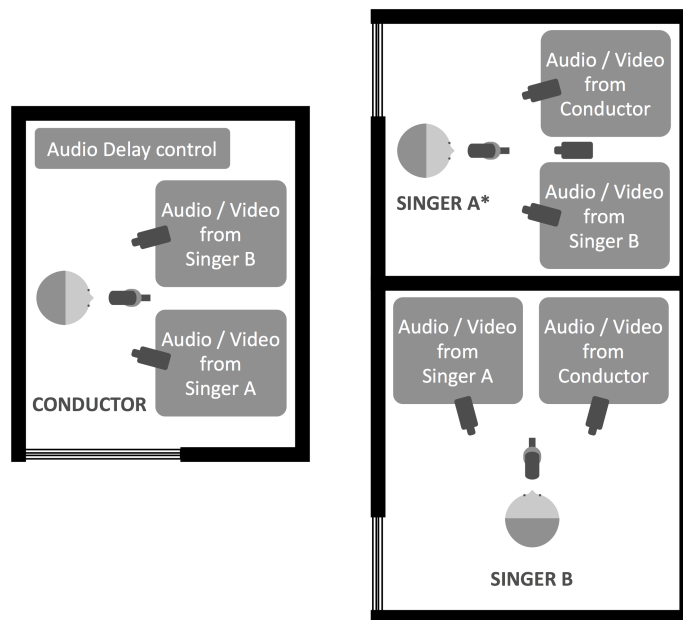 Audio Delay control
Audio / Video
from
Singer B
Audio / Video
from
Singer A
CONDUCTOR
Audio / Video
from
Conductor
SINGER A*
Audio / Video
from
Singer B
Audio / Video
from
Singer A
Audio / Video
from
Conductor
SINGER B